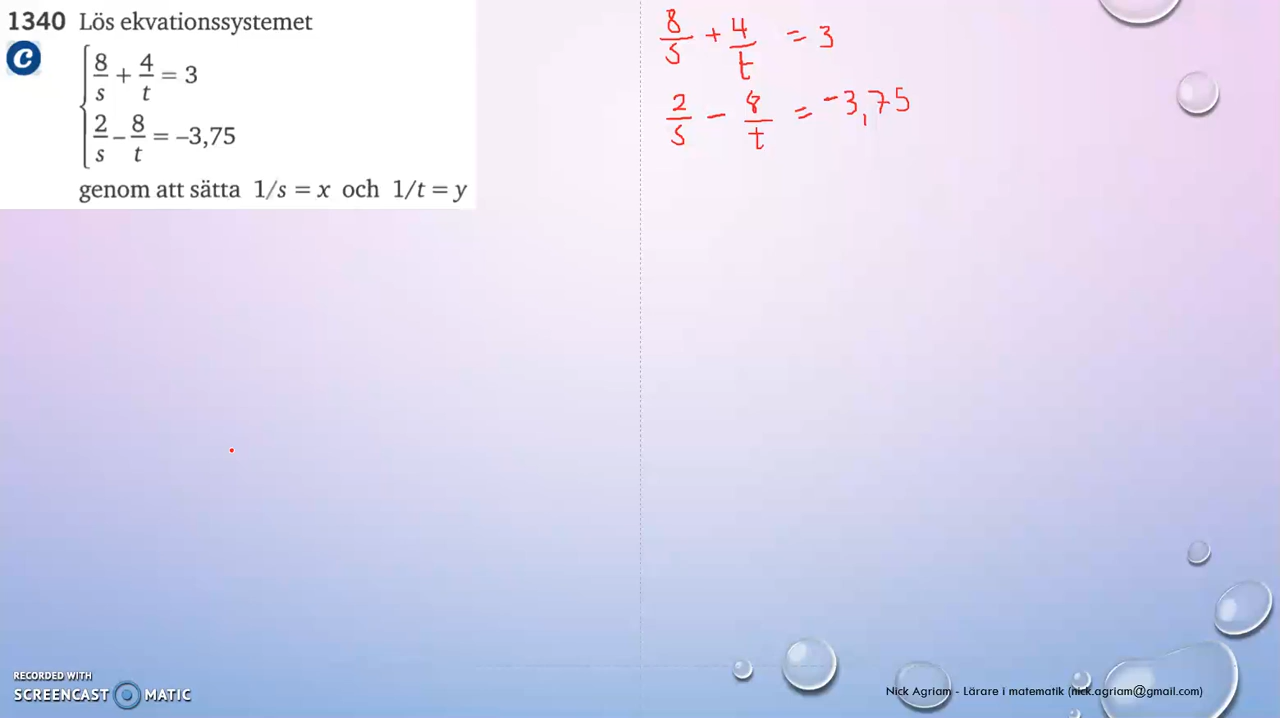 1340 Lös ekvationssystemet
C
8/s + 4/t = 3
2/s – 8/t = –3,75
genom att sätta 1/s = x och 1/t = y
8/s + 4/t = 3
2/s - 8/t = -3,75
RECORDED WITH
SCREENCAST MATIC
Nick Agriam - Lärare i matematik (nick.agriam@gmail.com)